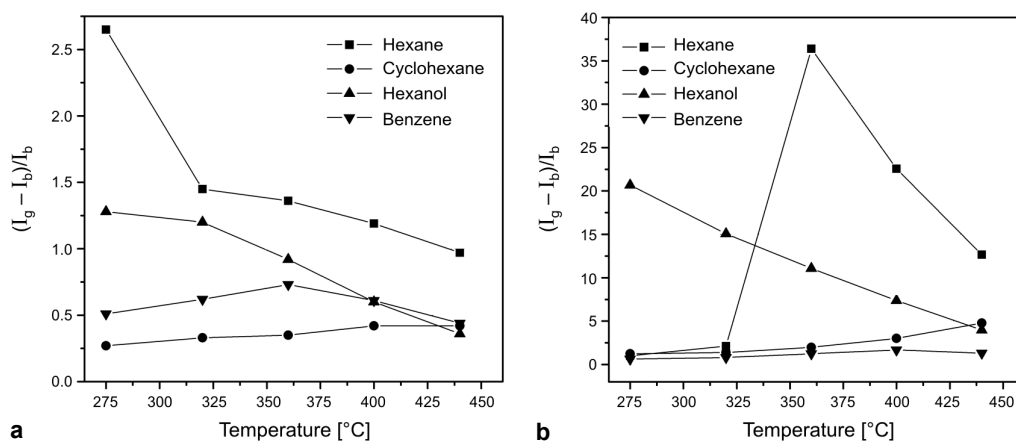 (I_g – I_b)/I_b
2.5
2.0
1.5
1.0
0.5
0.0
Hexane
Cyclohexane
Hexanol
Benzene
275 300 325 350 375 400 425 450
Temperature [°C]
a
(I_g – I_b)/I_b
40
35
30
25
20
15
10
5
0
Hexane
Cyclohexane
Hexanol
Benzene
275 300 325 350 375 400 425 450
Temperature [°C]
b